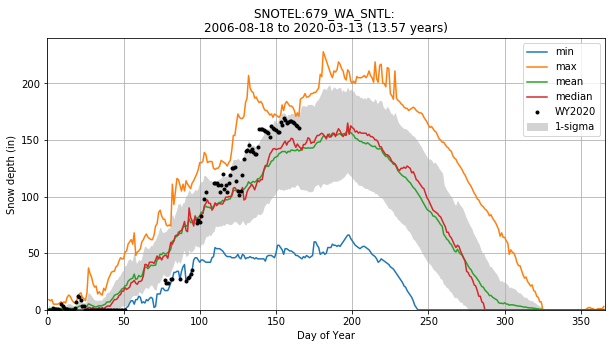 SNOTEL:679_WA_SNTL:
2006-08-18 to 2020-03-13 (13.57 years)
Snow depth (in)
200
150
100
50
0
0 50 100 150 200 250 300 350
Day of Year
min
max
mean
median
WY2020
1-sigma